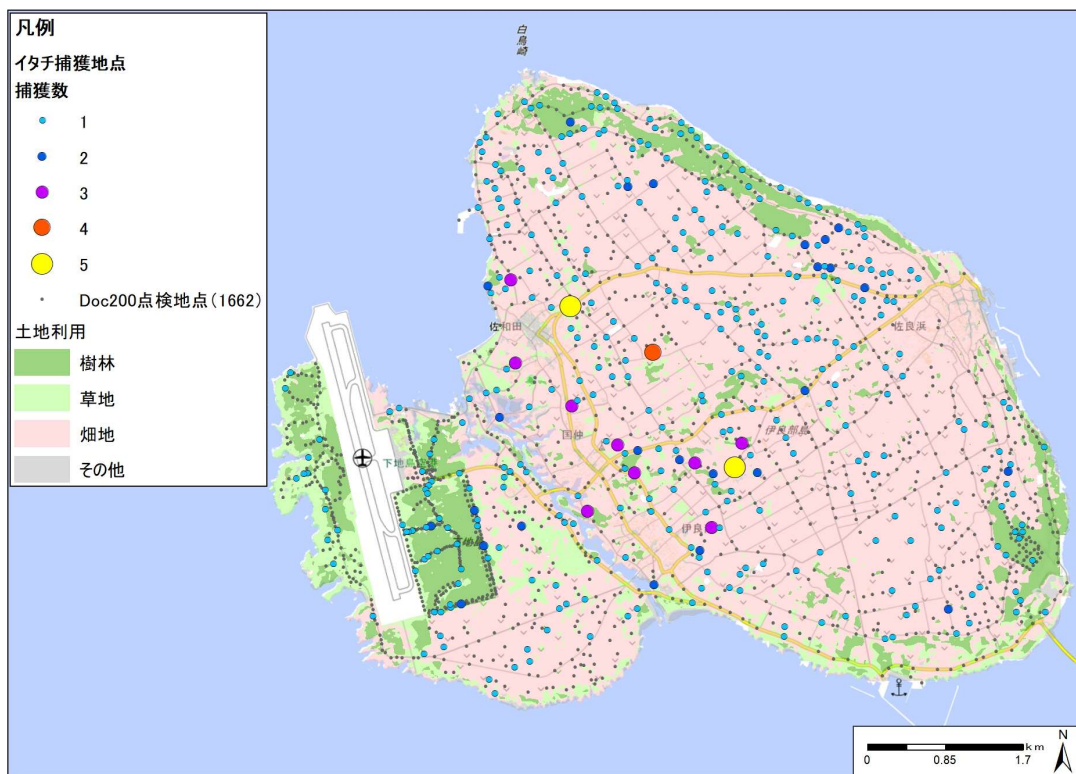 凡例
イタチ捕獲地点
捕獲数
1
2
3
4
5
Doc200点検地点(1662)
土地利用
樹林
草地
畑地
その他
白鳥崎
佐和田
佐良浜
国仲
伊良部島
下地島
伊良
下地島
N
km
0 0.85 1.7